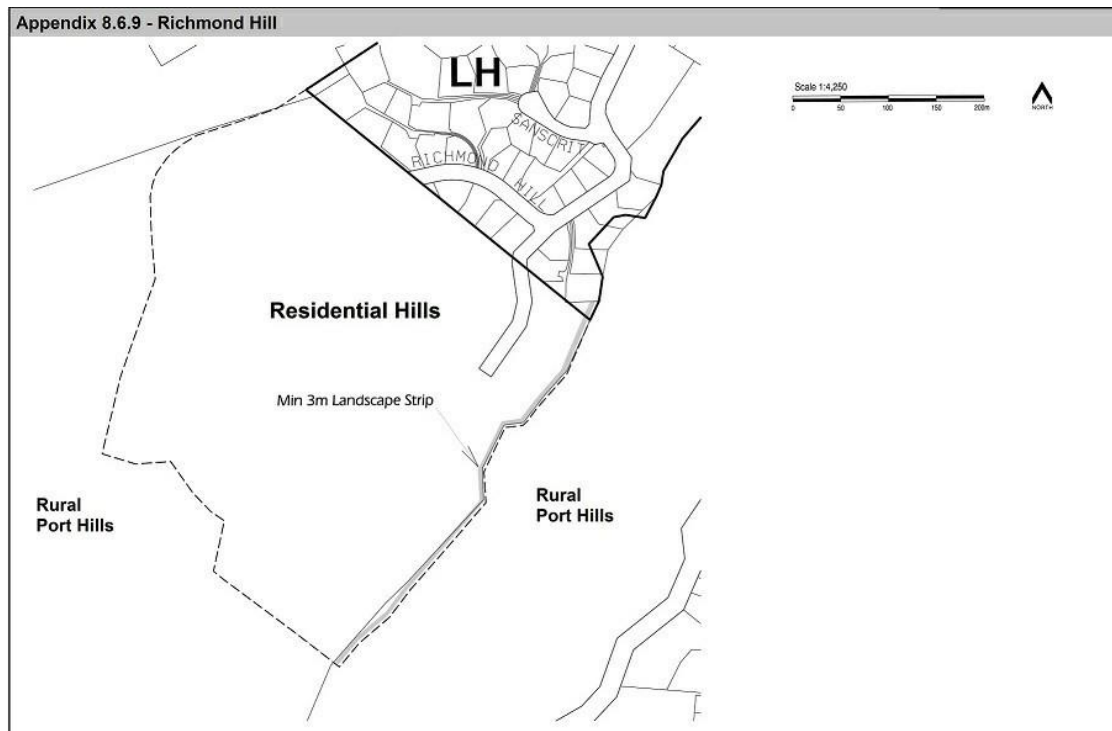 Appendix 8.6.9 - Richmond Hill
LH
Scale 1:4,250
0 50 100 150 200m
NORTH
SANSCRIT
RICHMOND HILL
Residential Hills
Min 3m Landscape Strip
Rural
Port Hills
Rural
Port Hills